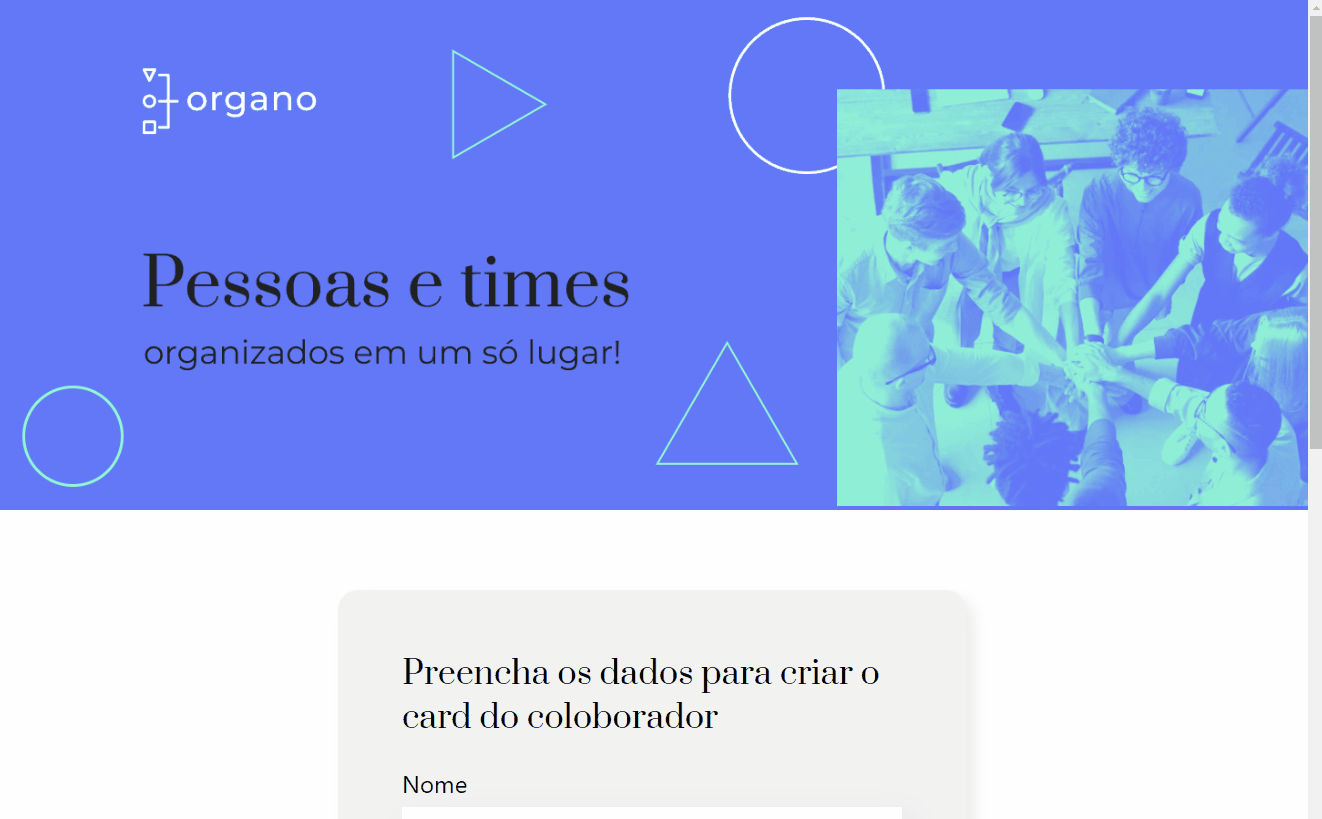 organo
Pessoas e times
organizados em um só lugar!
Preencha os dados para criar o
card do coloborador
Nome